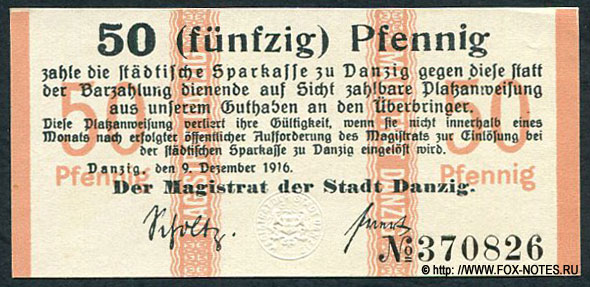 50 (fünfzig) Pfennig
zahle die städtische Sparkasse zu Danzig gegen diese statt
der Barzahlung dienende auf Sicht zahlbare Platzanweisung
aus unserem Guthaben an den Überbringer.
Diese Platzanweisung verliert ihre Gültigkeit, wenn sie nicht innerhalb eines
Monats nach erfolgter öffentlicher Aufforderung des Magistrats zur Einlösung bei
der städtischen Sparkasse zu Danzig eingelöst wird.
Danzig, den 9. Dezember 1916.
Der Magistrat der Stadt Danzig.
50
Pfennig
50
Pfennig
Scholtz.
№ 370826
© http://www.FOX-NOTES.RU